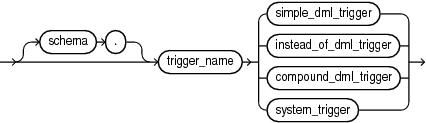 simple_dml_trigger
schema .
instead_of_dml_trigger
trigger_name
compound_dml_trigger
system_trigger